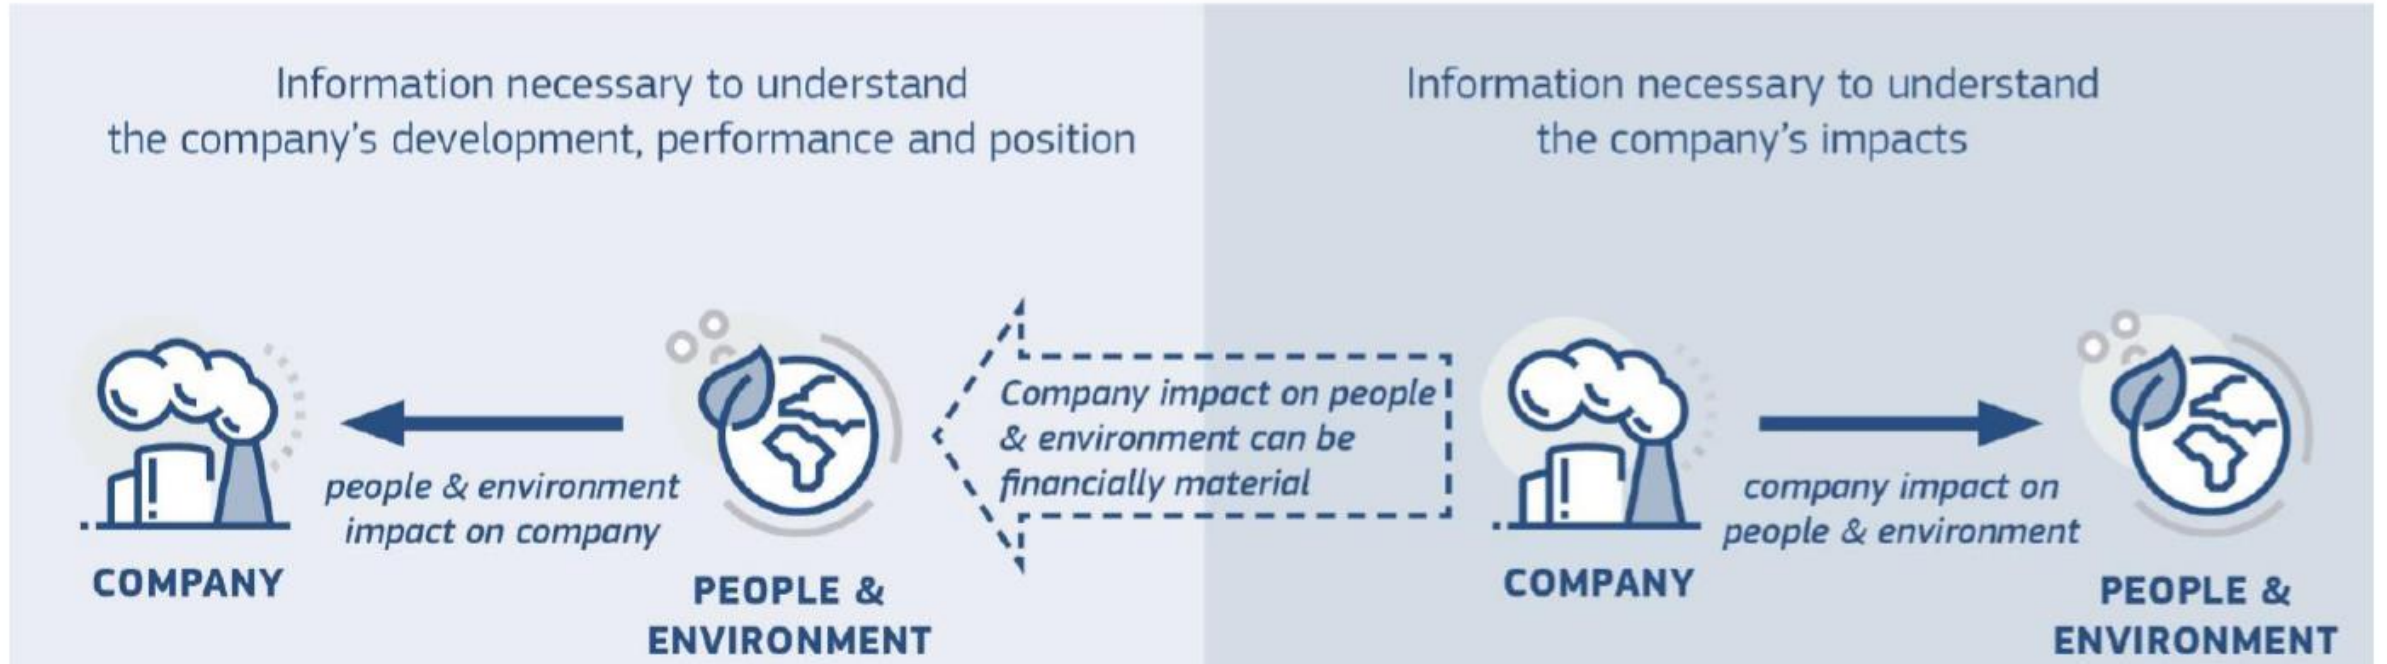 Information necessary to understand
the company's development, performance and position
people & environment
impact on company
COMPANY
PEOPLE &
ENVIRONMENT
Company impact on people
& environment can be
financially material
Information necessary to understand
the company's impacts
company impact on
people & environment
COMPANY
PEOPLE &
ENVIRONMENT